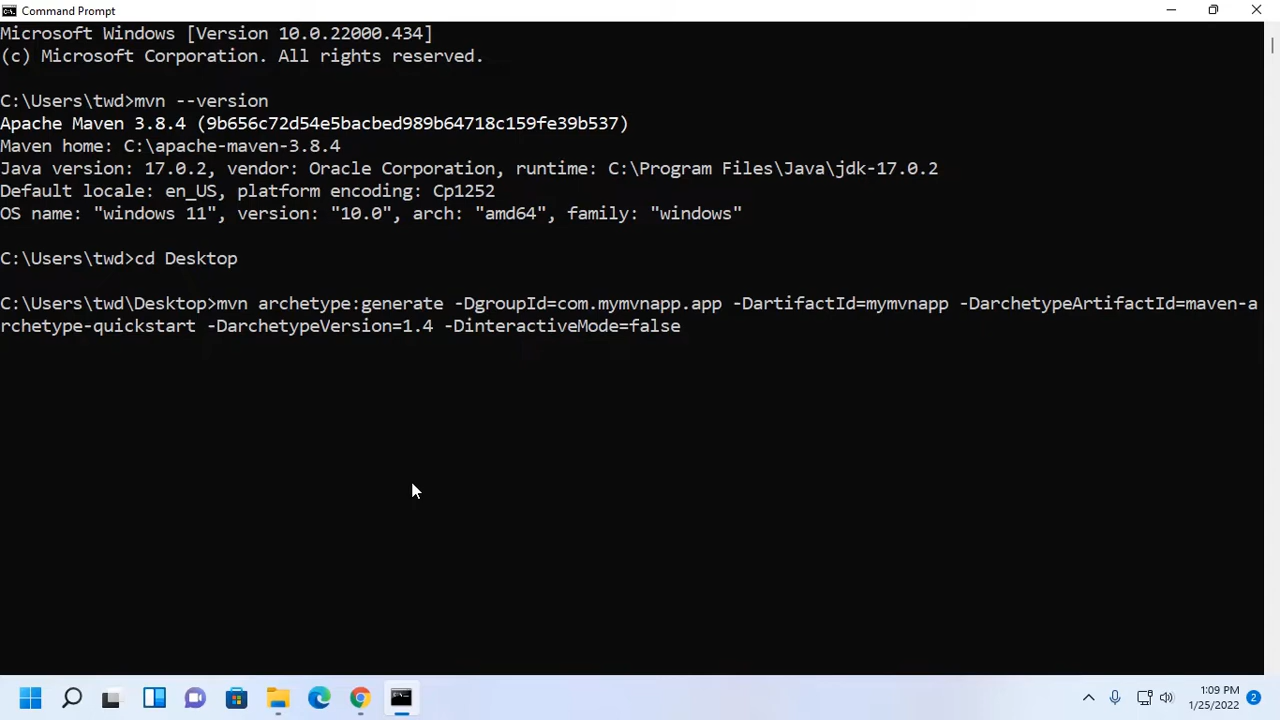 Command Prompt
Microsoft Windows [Version 10.0.22000.434]
(c) Microsoft Corporation. All rights reserved.
C:\Users\twd>mvn --version
Apache Maven 3.8.4 (9b656c72d54e5bacbed989b64718c159fe39b537)
Maven home: C:\apache-maven-3.8.4
Java version: 17.0.2, vendor: Oracle Corporation, runtime: C:\Program Files\Java\jdk-17.0.2
Default locale: en_US, platform encoding: Cp1252
OS name: "windows 11", version: "10.0", arch: "amd64", family: "windows"
C:\Users\twd>cd Desktop
C:\Users\twd\Desktop>mvn archetype:generate -DgroupId=com.mymvnapp.app -DartifactId=mymvnapp -DarchetypeArtifactId=maven-a
rchetype-quickstart -DarchetypeVersion=1.4 -DinteractiveMode=false
1:09 PM
1/25/2022
2